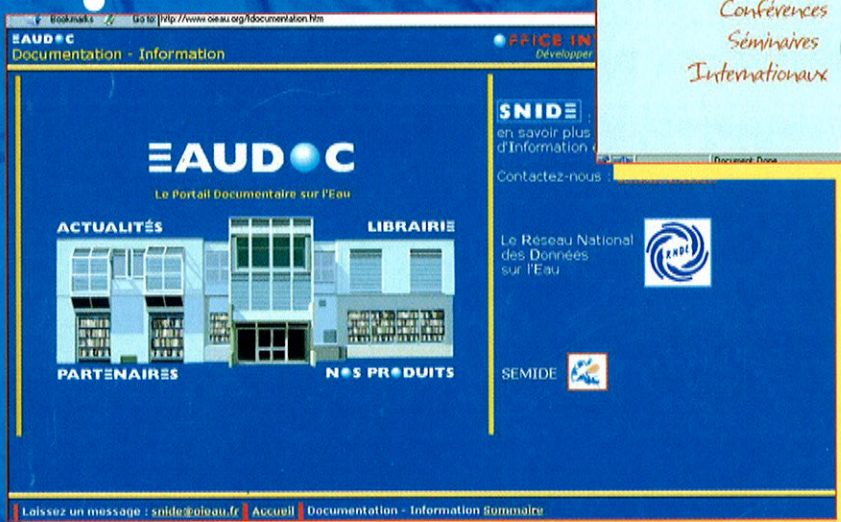 Bookmarks Go to: http://www.oieau.org/fdocumentation.htm
Conférences
Séminaires
Internationaux
Document: Done
EAUDOC
Documentation - Information
OFFICE IN
Développer
EAUDOC
Le Portail Documentaire sur l'Eau
ACTUALITÉS
LIBRAIRIE
PARTENAIRES
NOS PRODUITS
SNIDE :
en savoir plus
d'Information
Contactez-nous :
Le Réseau National
des Données
sur l'Eau
RNDE
SEMIDE
Laissez un message : snide@oieau.fr Accueil Documentation - Information Sommaire